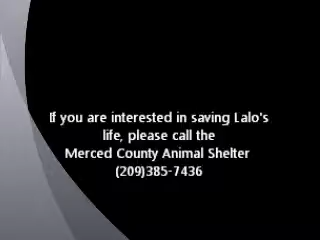 If you are interested in saving Lalo's
life, please call the
Merced County Animal Shelter
(209)385-7436